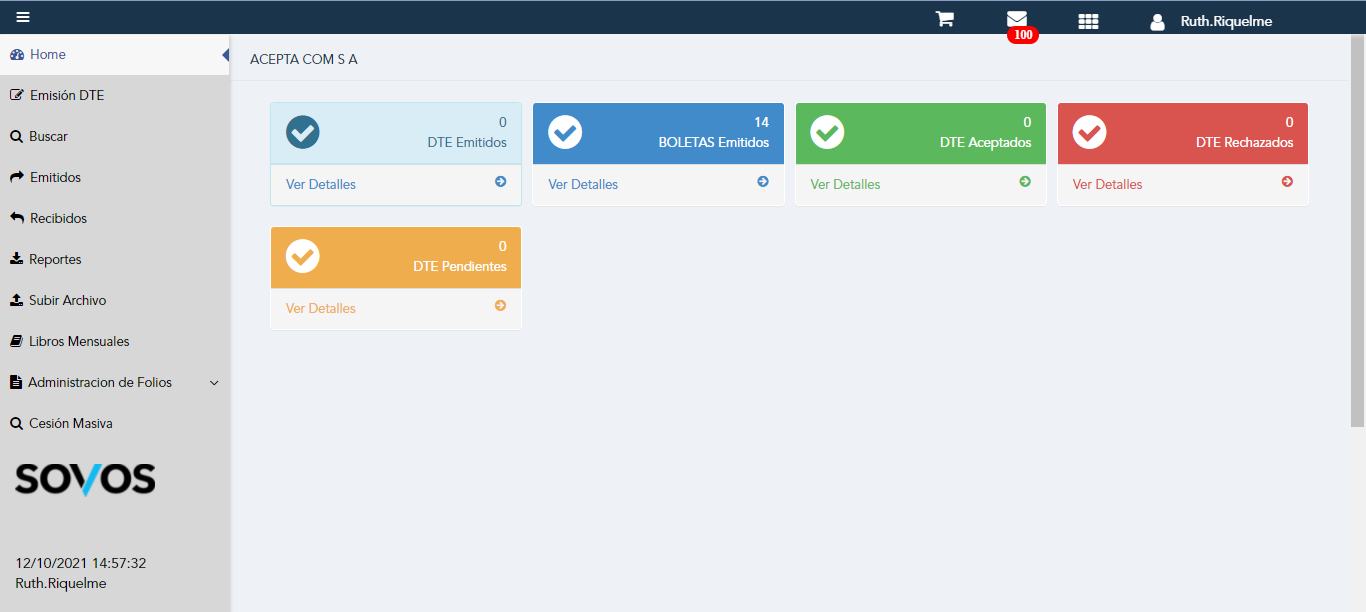 Ruth.Riquelme
100
Home
Emisión DTE
Buscar
Emitidos
Recibidos
Reportes
Subir Archivo
Libros Mensuales
Administracion de Folios
Cesión Masiva
SOVOS
12/10/2021 14:57:32
Ruth.Riquelme
ACEPTA COM S A
0
DTE Emitidos
Ver Detalles
14
BOLETAS Emitidos
Ver Detalles
0
DTE Aceptados
Ver Detalles
0
DTE Rechazados
Ver Detalles
0
DTE Pendientes
Ver Detalles